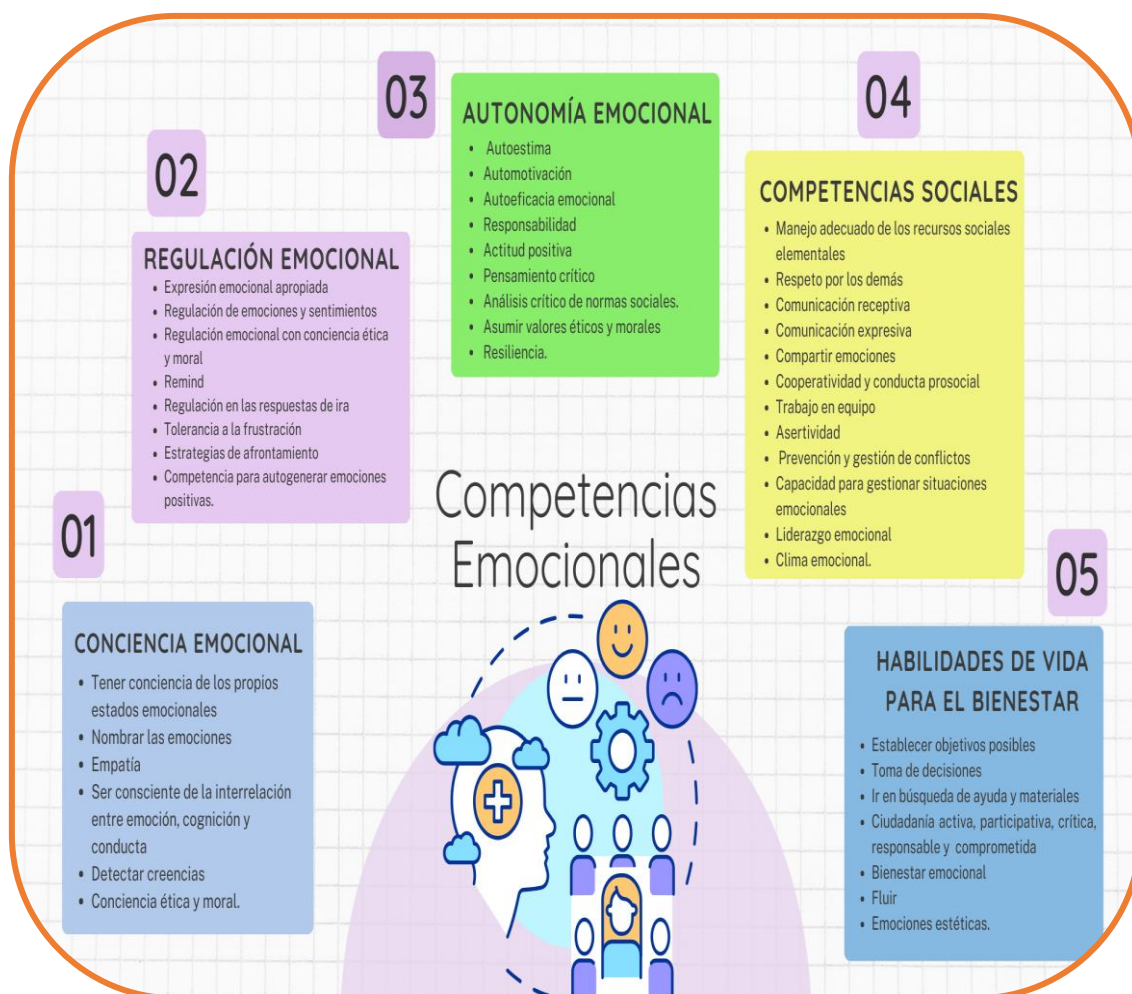 01
CONCIENCIA EMOCIONAL
• Tener conciencia de los propios
estados emocionales
• Nombrar las emociones
• Empatía
• Ser consciente de la interrelación
entre emoción, cognición y
conducta
• Detectar creencias
• Conciencia ética y moral.
02
REGULACIÓN EMOCIONAL
• Expresión emocional apropiada
• Regulación de emociones y sentimientos
• Regulación emocional con conciencia ética
y moral
• Remind
• Regulación en las respuestas de ira
• Tolerancia a la frustración
• Estrategias de afrontamiento
• Competencia para autogenerar emociones
positivas.
03
AUTONOMÍA EMOCIONAL
• Autoestima
• Automotivación
• Autoeficacia emocional
• Responsabilidad
• Actitud positiva
• Pensamiento crítico
• Análisis crítico de normas sociales.
• Asumir valores éticos y morales
• Resiliencia.
04
COMPETENCIAS SOCIALES
• Manejo adecuado de los recursos sociales
elementales
• Respeto por los demás
• Comunicación receptiva
• Comunicación expresiva
• Compartir emociones
• Cooperatividad y conducta prosocial
• Trabajo en equipo
• Asertividad
• Prevención y gestión de conflictos
• Capacidad para gestionar situaciones
emocionales
• Liderazgo emocional
• Clima emocional.
05
HABILIDADES DE VIDA
PARA EL BIENESTAR
• Establecer objetivos posibles
• Toma de decisiones
• Ir en búsqueda de ayuda y materiales
• Ciudadanía activa, participativa, crítica,
responsable y comprometida
• Bienestar emocional
• Fluir
• Emociones estéticas.
Competencias
Emocionales